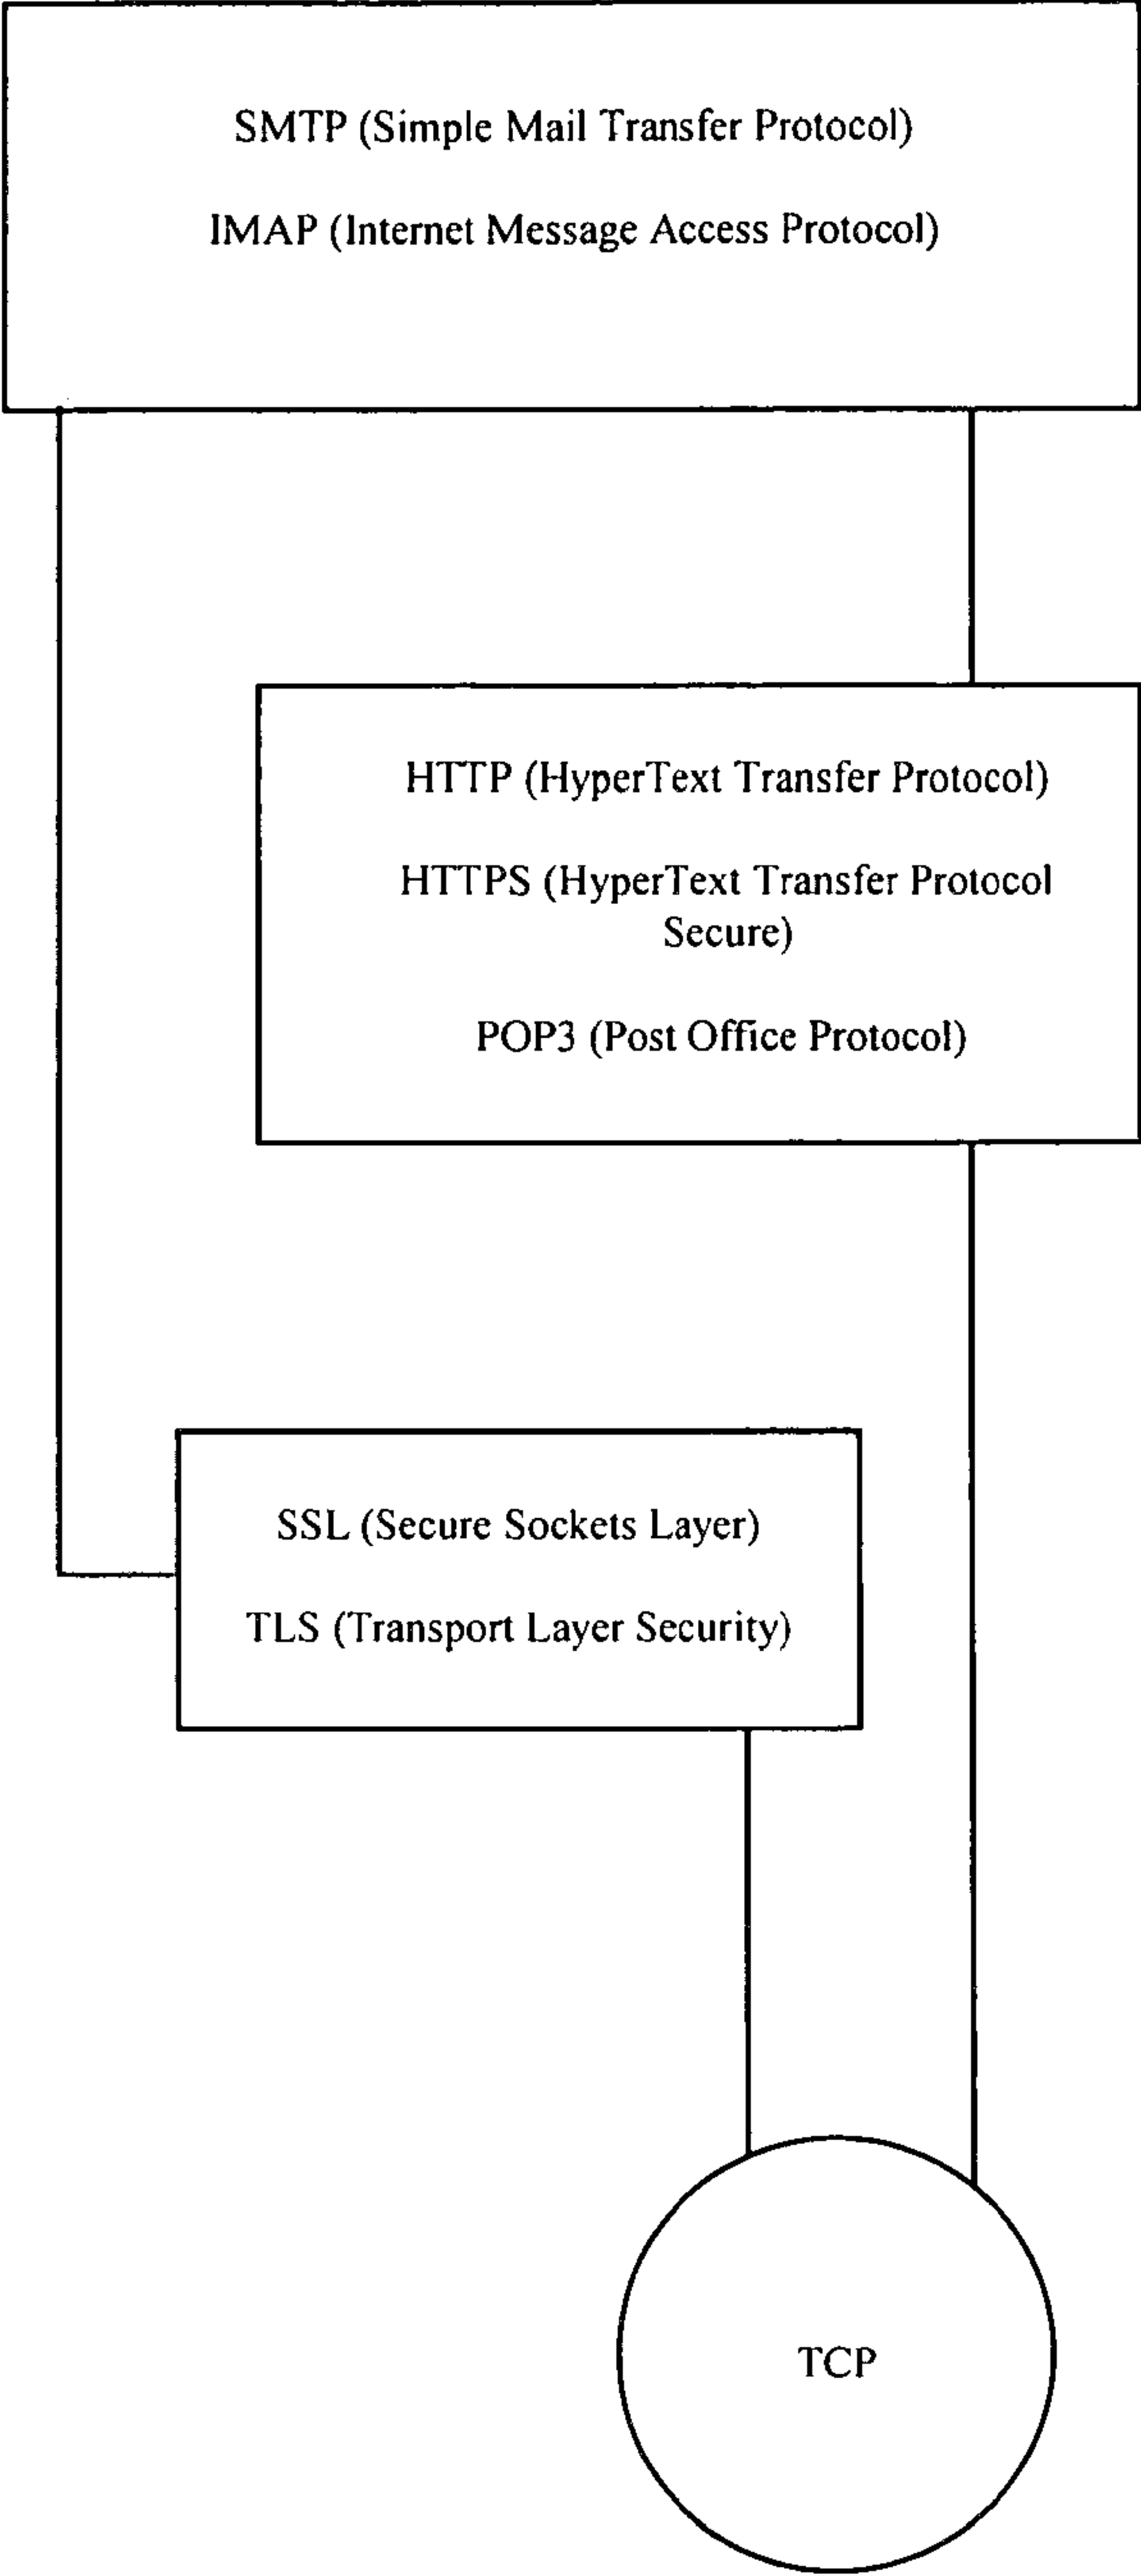 SMTP (Simple Mail Transfer Protocol)
IMAP (Internet Message Access Protocol)
HTTP (HyperText Transfer Protocol)
HTTPS (HyperText Transfer Protocol
Secure)
POP3 (Post Office Protocol)
SSL (Secure Sockets Layer)
TLS (Transport Layer Security)
TCP